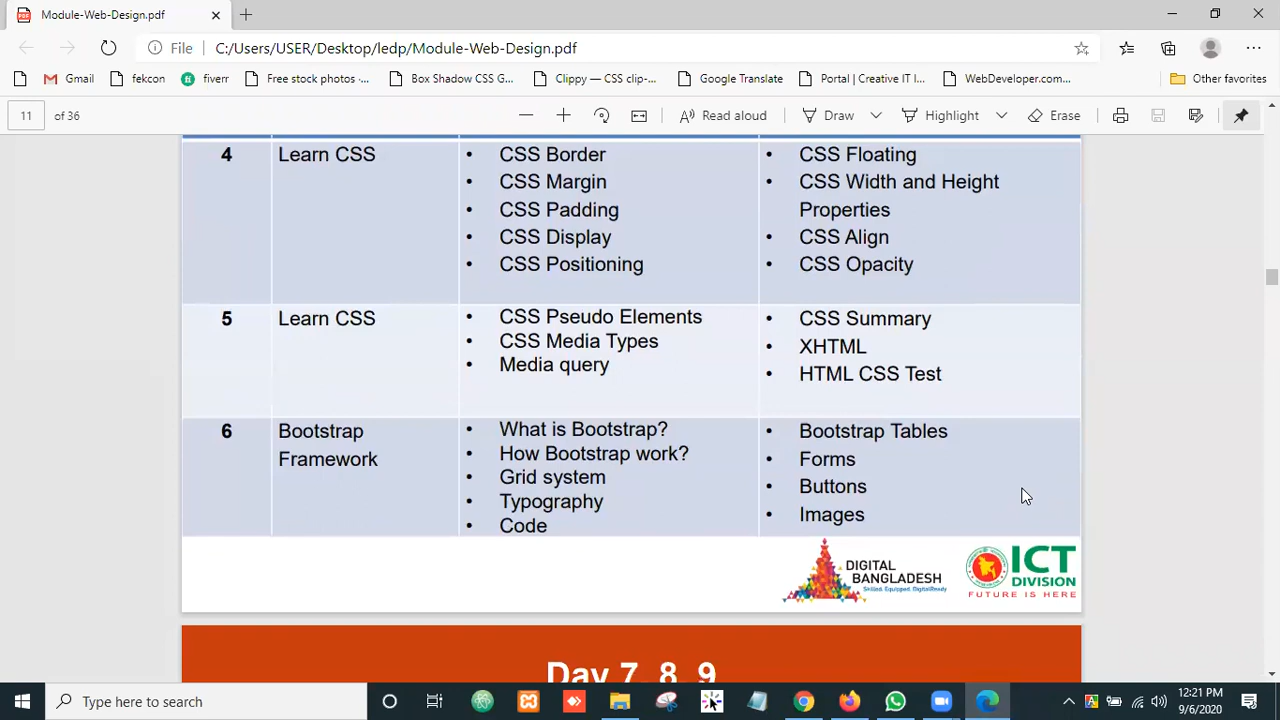 Module-Web-Design.pdf
File
C:/Users/USER/Desktop/ledp/Module-Web-Design.pdf
Gmail
fekcon
fiverr
Free stock photos ·...
Box Shadow CSS G...
Clippy — CSS clip-...
Google Translate
Portal | Creative IT I...
WebDeveloper.com...
Other favorites
11 of 36
Read aloud
Draw
Highlight
Erase
4
Learn CSS
• CSS Border
• CSS Margin
• CSS Padding
• CSS Display
• CSS Positioning
• CSS Floating
• CSS Width and Height
Properties
• CSS Align
• CSS Opacity
5
Learn CSS
• CSS Pseudo Elements
• CSS Media Types
• Media query
• CSS Summary
• XHTML
• HTML CSS Test
6
Bootstrap
Framework
• What is Bootstrap?
• How Bootstrap work?
• Grid system
• Typography
• Code
• Bootstrap Tables
• Forms
• Buttons
• Images
DIGITAL
BANGLADESH
Skilled. Equipped. DigitalReady
ICT
DIVISION
FUTURE IS HERE
Day 7, 8, 9
Type here to search
12:21 PM
9/6/2020